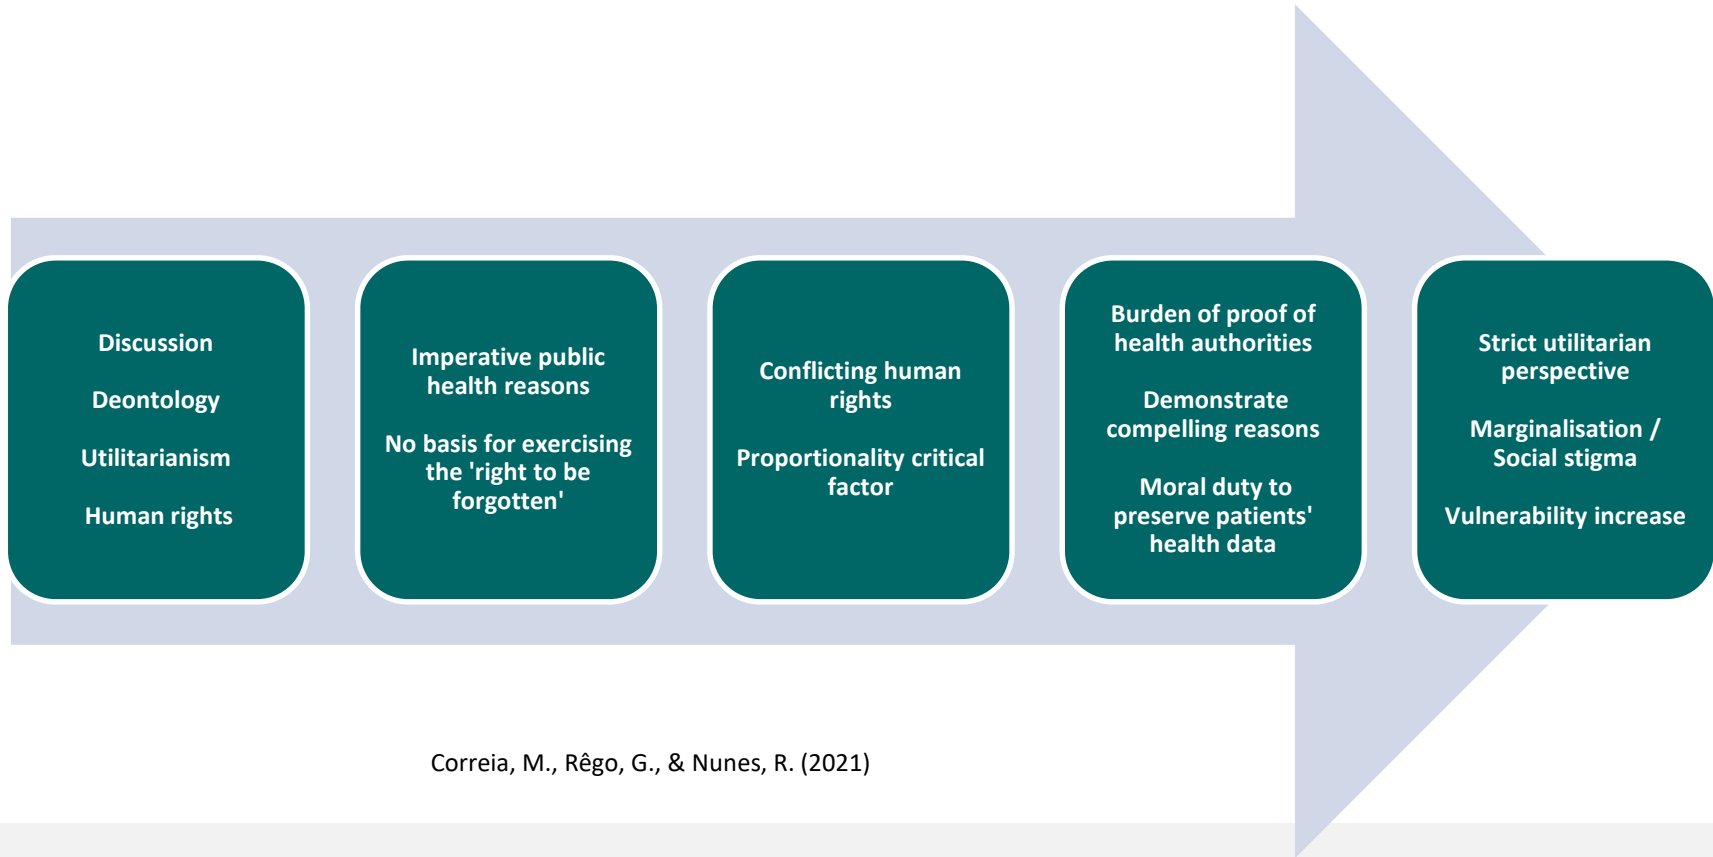 Discussion
Deontology
Utilitarianism
Human rights
Imperative public
health reasons
No basis for exercising
the 'right to be
forgotten'
Conflicting human
rights
Proportionality critical
factor
Burden of proof of
health authorities
Demonstrate
compelling reasons
Moral duty to
preserve patients'
health data
Strict utilitarian
perspective
Marginalisation /
Social stigma
Vulnerability increase
Correia, M., Rêgo, G., & Nunes, R. (2021)